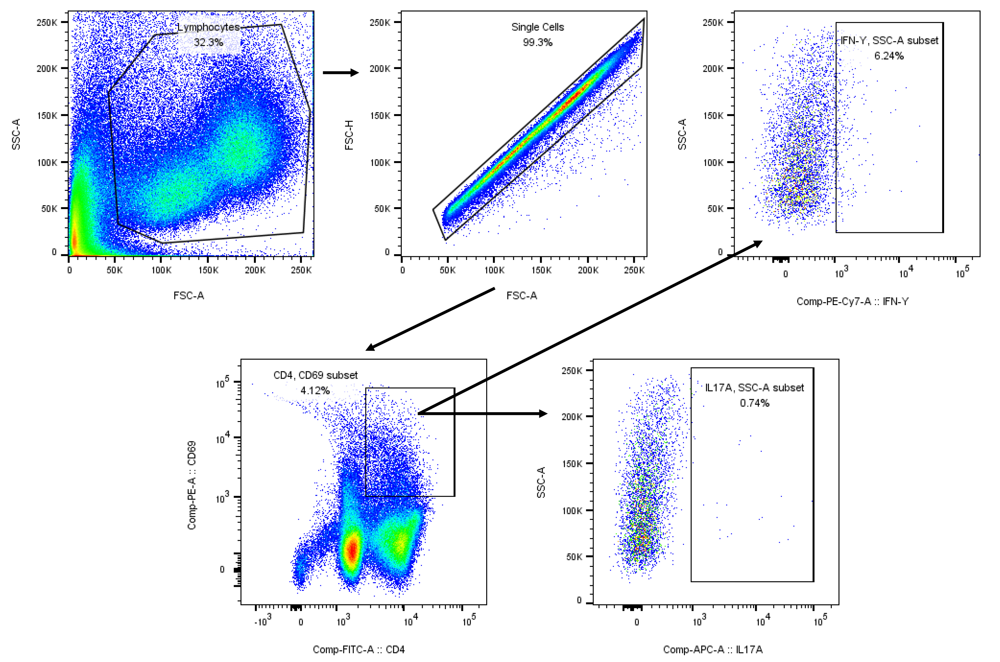 Lymphocytes
32.3%
250K
200K
150K
100K
50K
0
SSC-A
0 50K 100K 150K 200K 250K
FSC-A
Single Cells
99.3%
250K
200K
150K
100K
50K
0
FSC-H
0 50K 100K 150K 200K 250K
FSC-A
IFN-Y, SSC-A subset
6.24%
250K
200K
150K
100K
50K
0
SSC-A
0 10^3 10^4 10^5
Comp-PE-Cy7-A :: IFN-Y
CD4, CD69 subset
4.12%
10^5
10^4
10^3
0
Comp-PE-A :: CD69
-10^3 0 10^3 10^4 10^5
Comp-FITC-A :: CD4
IL17A, SSC-A subset
0.74%
250K
200K
150K
100K
50K
0
SSC-A
0 10^3 10^4 10^5
Comp-APC-A :: IL17A